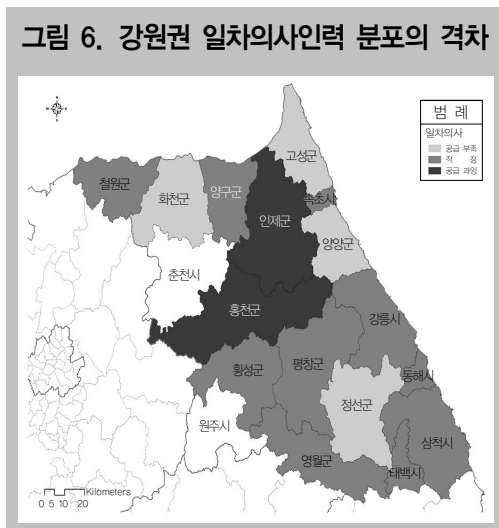 그림 6. 강원권 일차의사인력 분포의 격차
범 례
일차의사
공급 부족
적 정
공급 과잉
고성군
철원군
화천군
양구군
속초시
인제군
양양군
춘천시
홍천군
강릉시
횡성군
평창군
동해시
정선군
원주시
삼척시
영월군
태백시
Kilometers
0 5 10 20